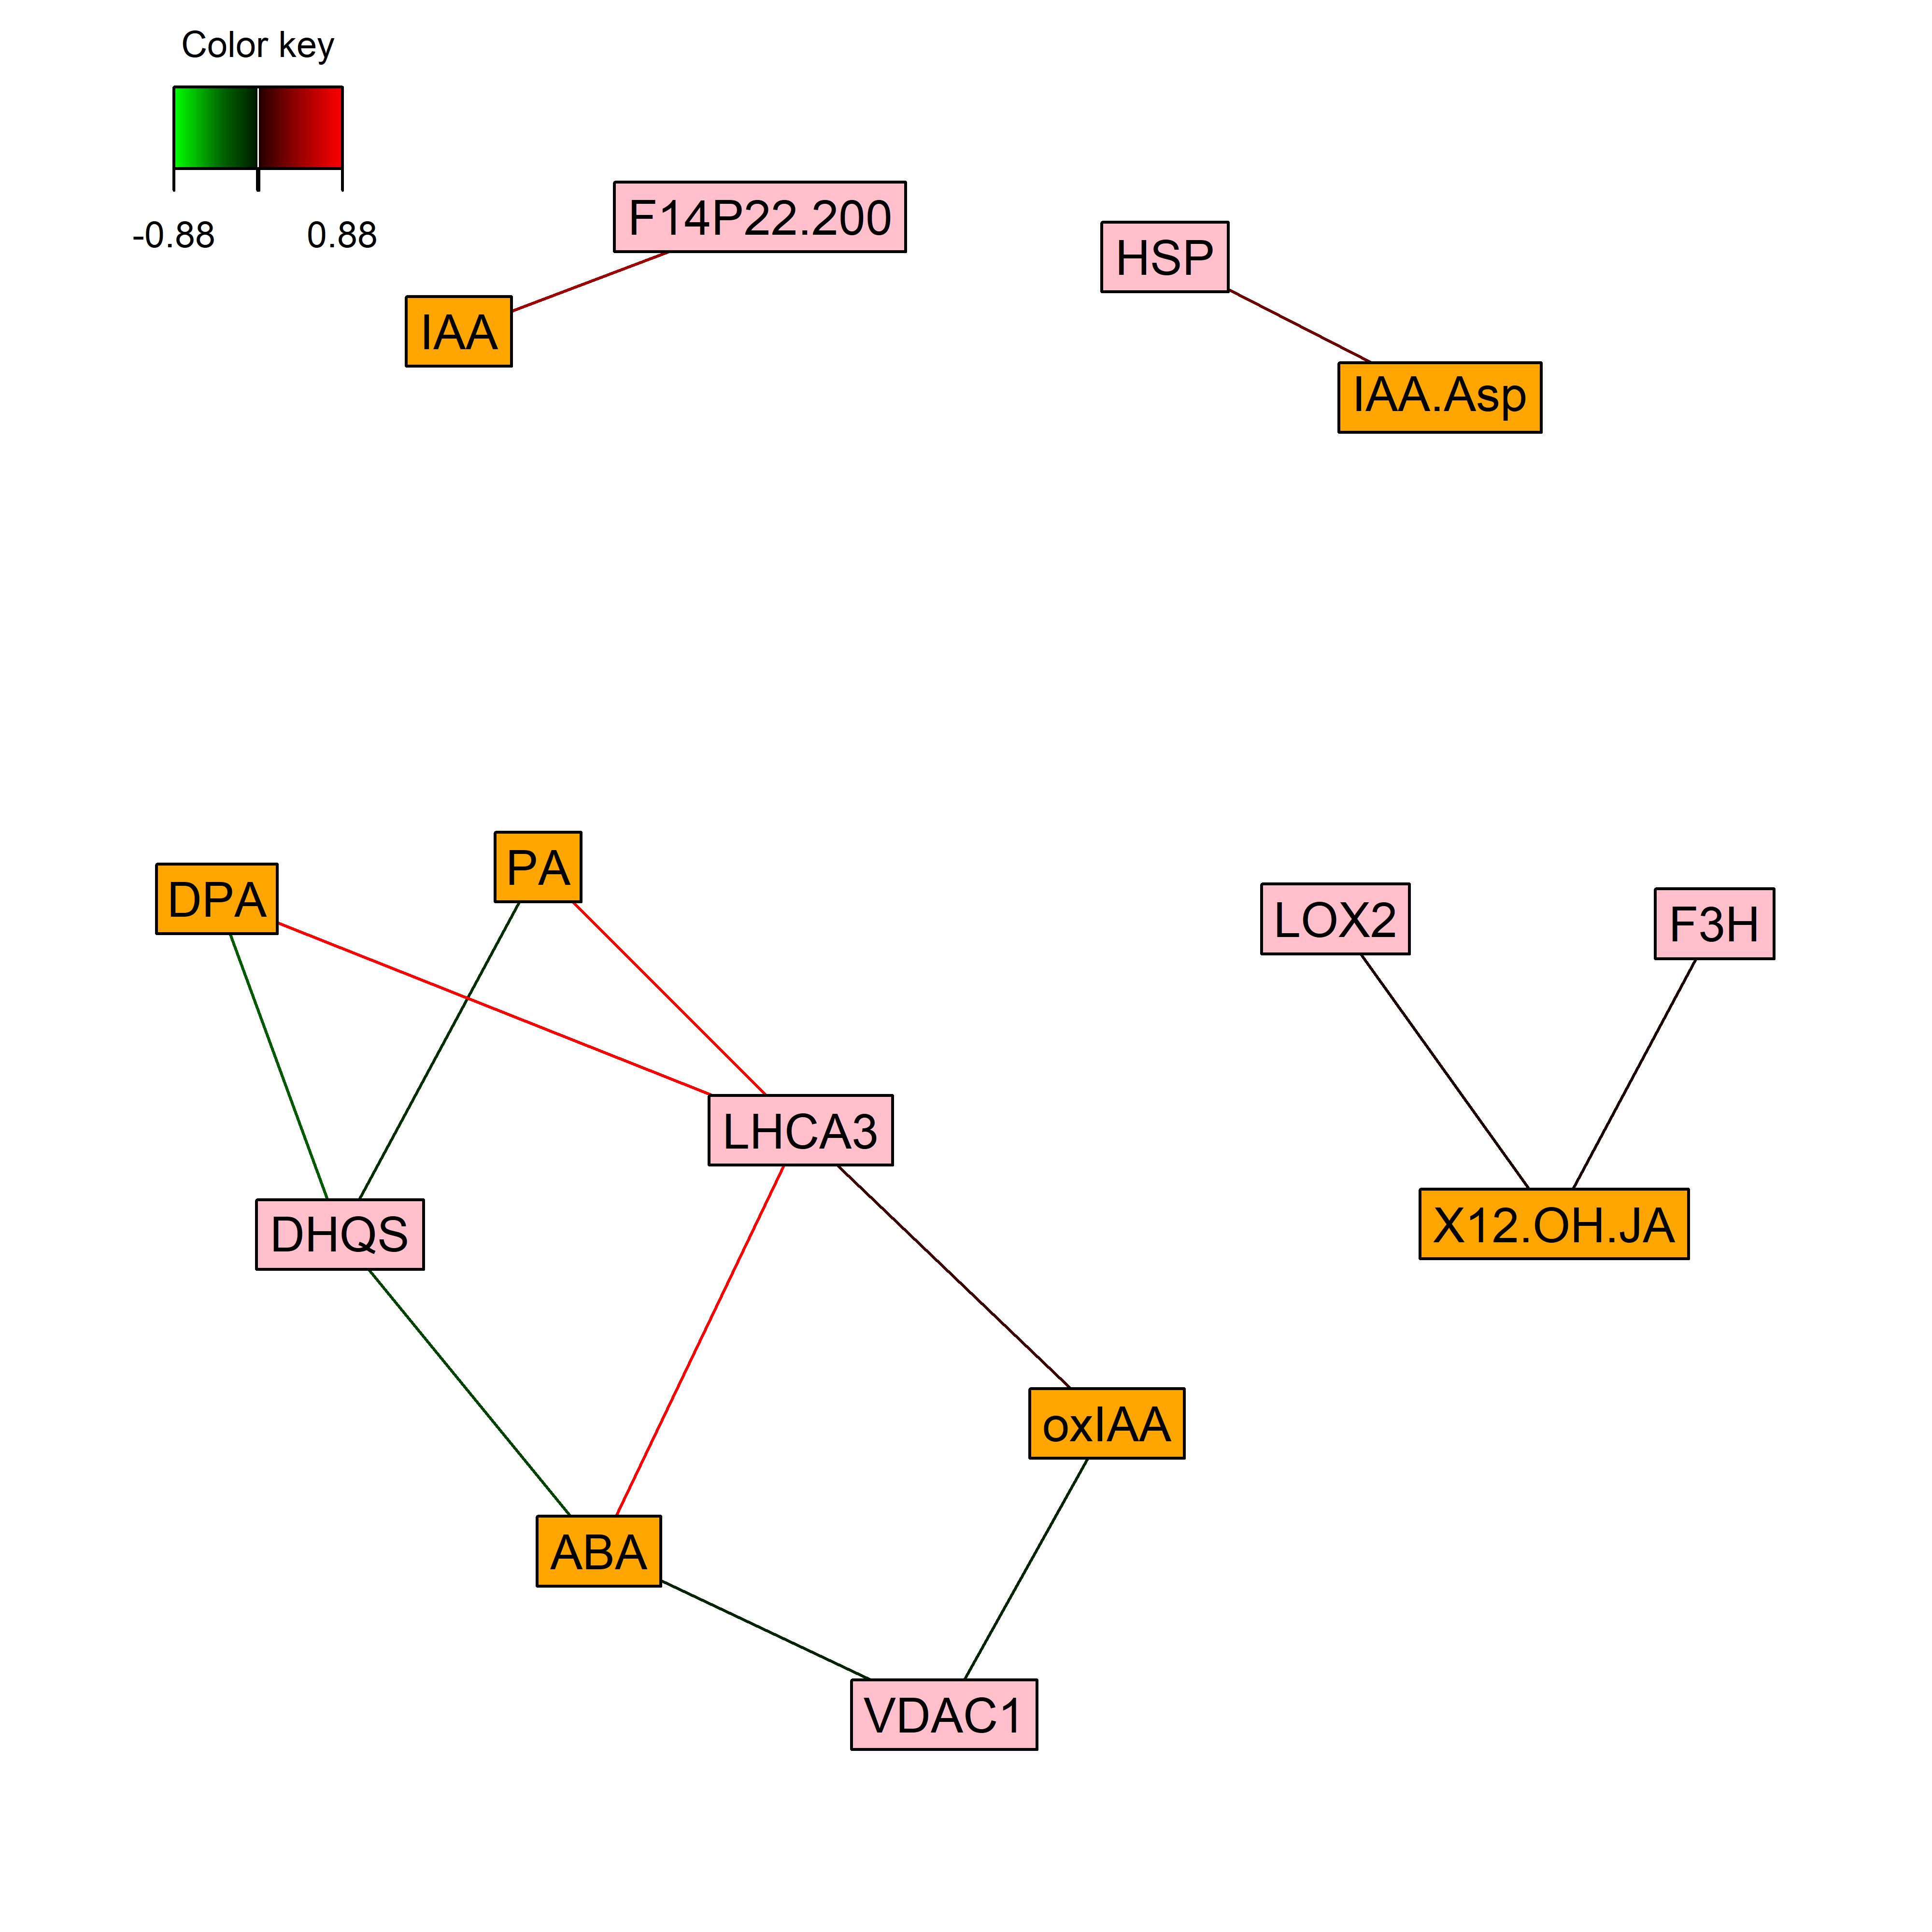 Color key
-0.88 0.88
F14P22.200
HSP
IAA
IAA.Asp
PA
DPA
LOX2
F3H
LHCA3
DHQS
X12.OH.JA
oxIAA
ABA
VDAC1